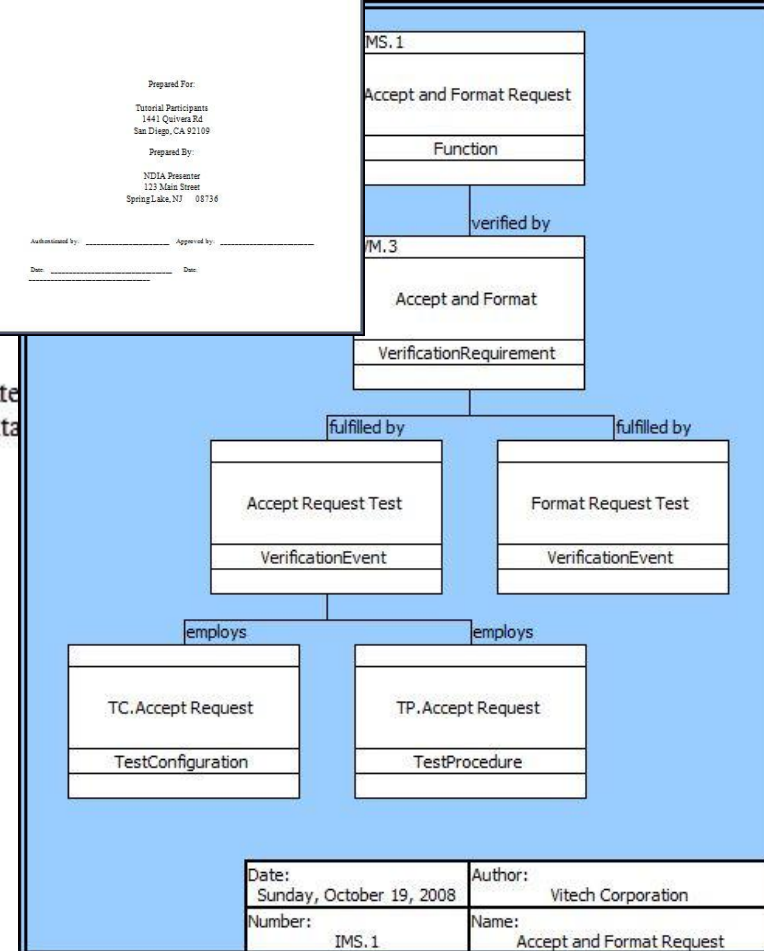 Prepared For:
Tutorial Participants
1441 Quivera Rd
San Diego, CA 92109
Prepared By:
NDIA Presenter
123 Main Street
Spring Lake, NJ 08736
Authenticated by: Approved by:
Date: Date:
MS.1
Accept and Format Request
Function
verified by
M.3
Accept and Format
VerificationRequirement
te
ta
fulfilled by fulfilled by
Accept Request Test Format Request Test
VerificationEvent VerificationEvent
employs employs
TC.Accept Request TP.Accept Request
TestConfiguration TestProcedure
Date: Author:
Sunday, October 19, 2008 Vitech Corporation
Number: Name:
IMS.1 Accept and Format Request